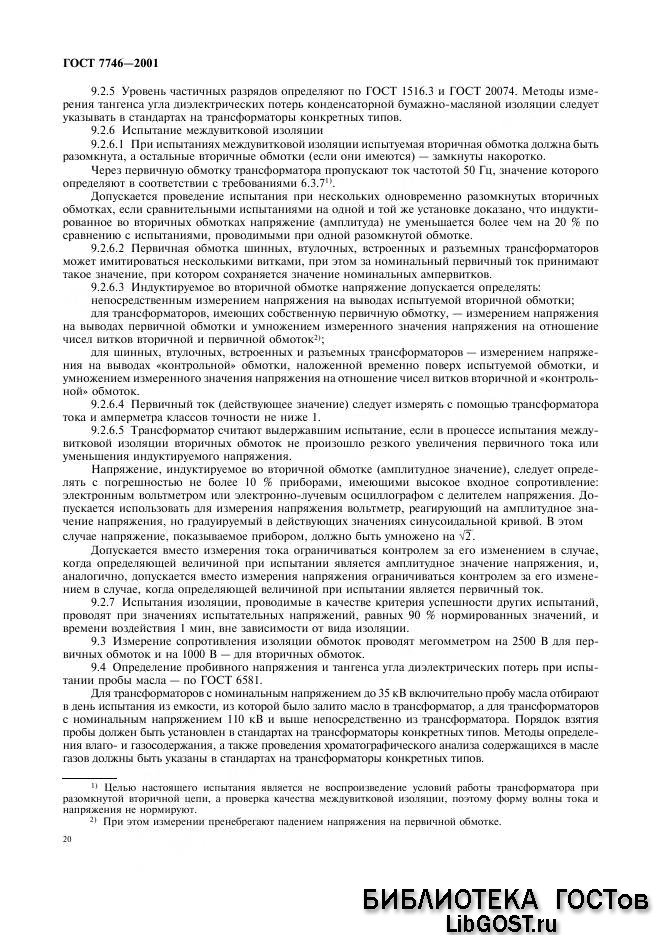 ГОСТ 7746—2001
9.2.5 Уровень частичных разрядов определяют по ГОСТ 1516.3 и ГОСТ 20074. Методы изме-
рения тангенса угла диэлектрических потерь конденсаторной бумажно-масляной изоляции следует
указывать в стандартах на трансформаторы конкретных типов.
9.2.6 Испытание междувитковой изоляции
9.2.6.1 При испытаниях междувитковой изоляции испытуемая вторичная обмотка должна быть
разомкнута, а остальные вторичные обмотки (если они имеются) — замкнуты накоротко.
Через первичную обмотку трансформатора пропускают ток частотой 50 Гц, значение которого
определяют в соответствии с требованиями 6.3.7¹⁾.
Допускается проведение испытания при нескольких одновременно разомкнутых вторичных
обмотках, если сравнительными испытаниями на одной и той же установке доказано, что индукти-
рованное во вторичных обмотках напряжение (амплитуда) не уменьшается более чем на 20 % по
сравнению с испытаниями, проводимыми при одной разомкнутой обмотке.
9.2.6.2 Первичная обмотка шинных, втулочных, встроенных и разъемных трансформаторов
может имитироваться несколькими витками, при этом за номинальный первичный ток принимают
такое значение, при котором сохраняется значение номинальных ампервитков.
9.2.6.3 Индуктируемое во вторичной обмотке напряжение допускается определять:
непосредственным измерением напряжения на выводах испытуемой вторичной обмотки;
для трансформаторов, имеющих собственную первичную обмотку, — измерением напряжения
на выводах первичной обмотки и умножением измеренного значения напряжения на отношение
чисел витков вторичной и первичной обмоток²⁾;
для шинных, втулочных, встроенных и разъемных трансформаторов — измерением напряже-
ния на выводах «контрольной» обмотки, наложенной временно поверх испытуемой обмотки, и
умножением измеренного значения напряжения на отношение чисел витков вторичной и «контроль-
ной» обмоток.
9.2.6.4 Первичный ток (действующее значение) следует измерять с помощью трансформатора
тока и амперметра классов точности не ниже 1.
9.2.6.5 Трансформатор считают выдержавшим испытание, если в процессе испытания между-
витковой изоляции вторичных обмоток не произошло резкого увеличения первичного тока или
уменьшения индуктируемого напряжения.
Напряжение, индуктируемое во вторичной обмотке (амплитудное значение), следует опреде-
лять с погрешностью не более 10 % приборами, имеющими высокое входное сопротивление:
электронным вольтметром или электронно-лучевым осциллографом с делителем напряжения. До-
пускается использовать для измерения напряжения вольтметр, реагирующий на амплитудное зна-
чение напряжения, но градуируемый в действующих значениях синусоидальной кривой. В этом
случае напряжение, показываемое прибором, должно быть умножено на √2.
Допускается вместо измерения тока ограничиваться контролем за его изменением в случае,
когда определяющей величиной при испытании является амплитудное значение напряжения, и,
аналогично, допускается вместо измерения напряжения ограничиваться контролем за его измене-
нием в случае, когда определяющей величиной при испытании является первичный ток.
9.2.7 Испытания изоляции, проводимые в качестве критерия успешности других испытаний,
проводят при значениях испытательных напряжений, равных 90 % нормированных значений, и
времени воздействия 1 мин, вне зависимости от вида изоляции.
9.3 Измерение сопротивления изоляции обмоток проводят мегомметром на 2500 В для пер-
вичных обмоток и на 1000 В — для вторичных обмоток.
9.4 Определение пробивного напряжения и тангенса угла диэлектрических потерь при испы-
тании пробы масла — по ГОСТ 6581.
Для трансформаторов с номинальным напряжением до 35 кВ включительно пробу масла отбирают
в день испытания из емкости, из которой было залито масло в трансформатор, а для трансформаторов
с номинальным напряжением 110 кВ и выше непосредственно из трансформатора. Порядок взятия
пробы должен быть установлен в стандартах на трансформаторы конкретных типов. Методы определе-
ния влаго- и газосодержания, а также проведения хроматографического анализа содержащихся в масле
газов должны быть указаны в стандартах на трансформаторы конкретных типов.
¹⁾ Целью настоящего испытания является не воспроизведение условий работы трансформатора при
разомкнутой вторичной цепи, а проверка качества междувитковой изоляции, поэтому форму волны тока и
напряжения не нормируют.
²⁾ При этом измерении пренебрегают падением напряжения на первичной обмотке.
20
БИБЛИОТЕКА ГОСТов
LibGOST.ru